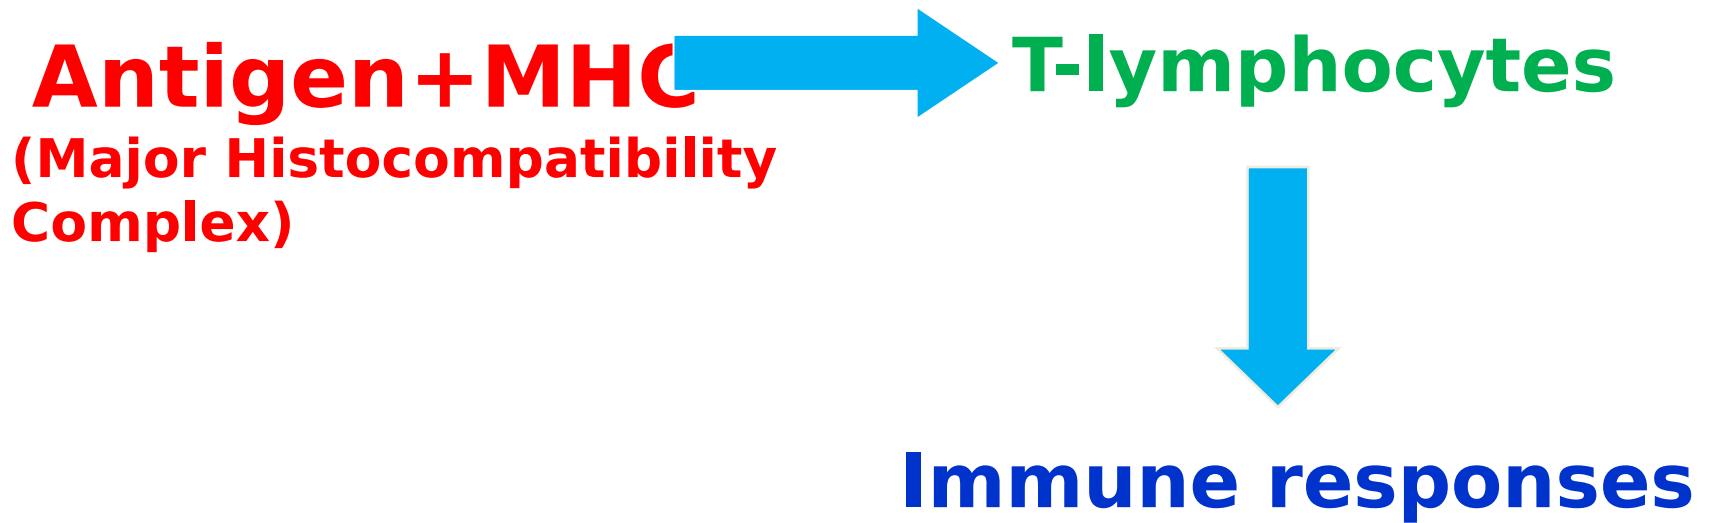 Antigen+MHC
T-lymphocytes
(Major Histocompatibility
Complex)
Immune responses